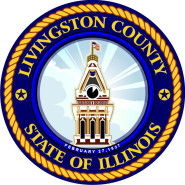 LIVINGSTON COUNTY
FEBRUARY 27, 1837
STATE OF ILLINOIS